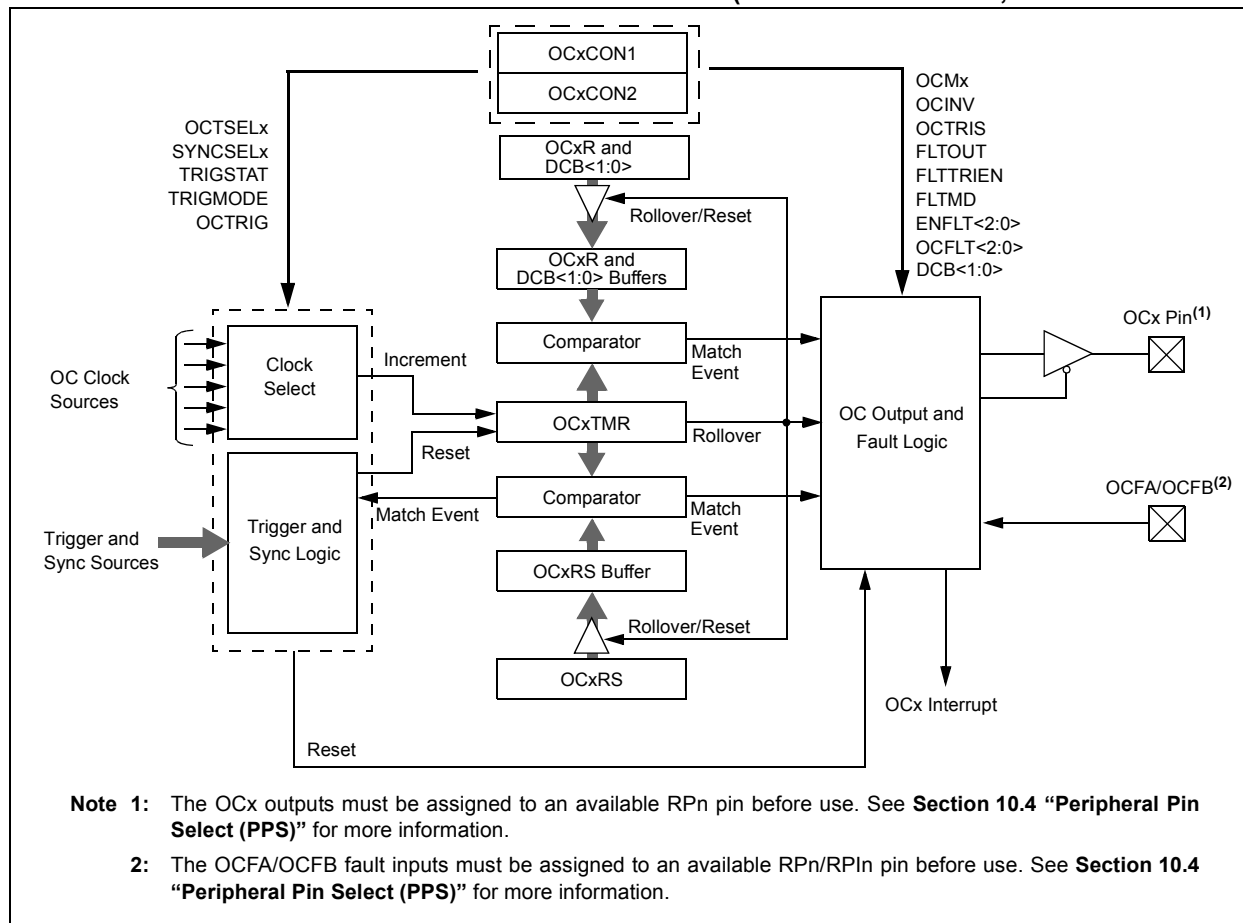 OCxCON1
OCxCON2
OCTSELx
SYNCSELx
TRIGSTAT
TRIGMODE
OCTRIG
OCxR and
DCB<1:0>
Rollover/Reset
OCMx
OCINV
OCTRIS
FLTOUT
FLTTRIEN
FLTMD
ENFLT<2:0>
OCFLT<2:0>
DCB<1:0>
OCxR and
DCB<1:0> Buffers
OC Clock
Sources
Clock
Select
Increment
Comparator
Match
Event
OCx Pin(1)
OCxTMR
Rollover
Reset
OC Output and
Fault Logic
Trigger and
Sync Sources
Trigger and
Sync Logic
Match Event
Comparator
Match
Event
OCFA/OCFB(2)
OCxRS Buffer
Rollover/Reset
OCxRS
OCx Interrupt
Reset
Note 1: The OCx outputs must be assigned to an available RPn pin before use. See Section 10.4 “Peripheral Pin
Select (PPS)” for more information.
2: The OCFA/OCFB fault inputs must be assigned to an available RPn/RPIn pin before use. See Section 10.4
“Peripheral Pin Select (PPS)” for more information.